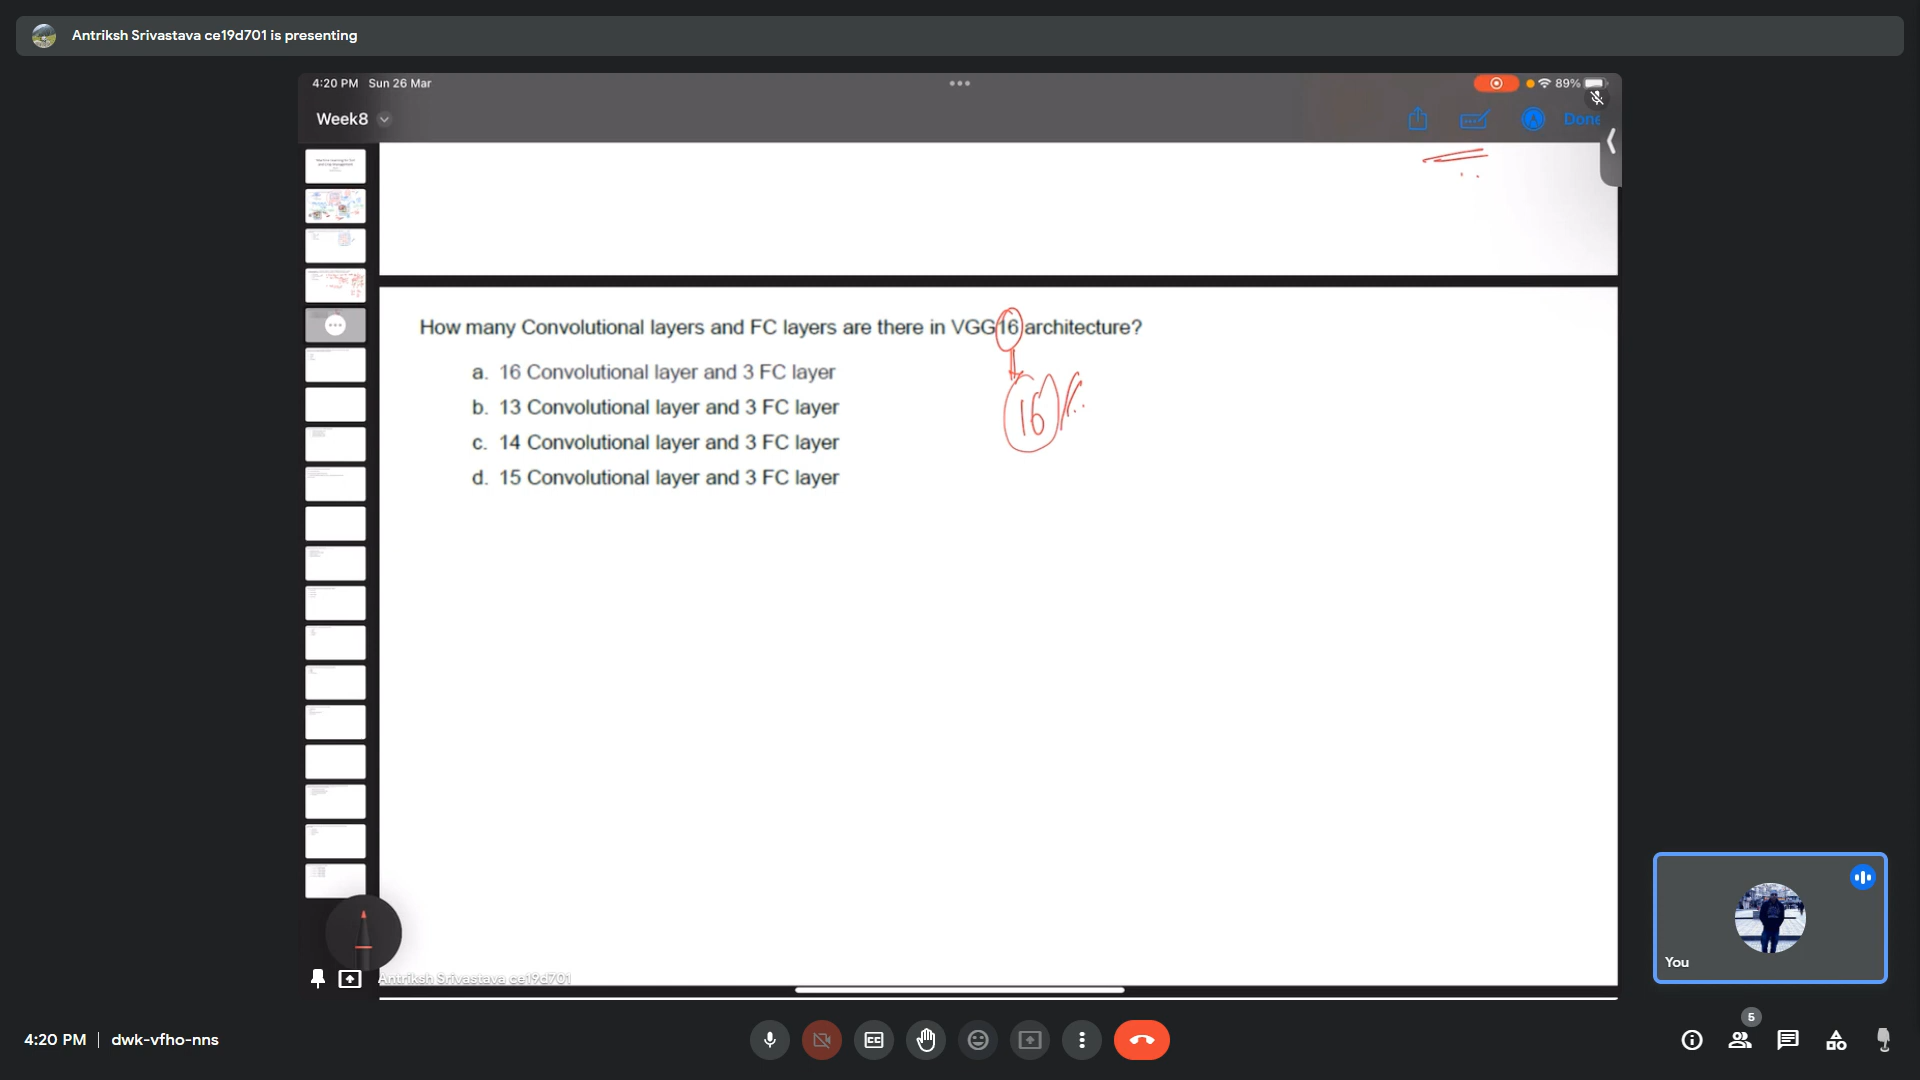 Antriksh Srivastava ce19d701 is presenting
4:20 PM Sun 26 Mar
89%
Week8
Done
How many Convolutional layers and FC layers are there in VGG16 architecture?
16
a. 16 Convolutional layer and 3 FC layer
b. 13 Convolutional layer and 3 FC layer
c. 14 Convolutional layer and 3 FC layer
d. 15 Convolutional layer and 3 FC layer
You
Antriksh Srivastava ce19d701
4:20 PM | dwk-vfho-nns
CC
5